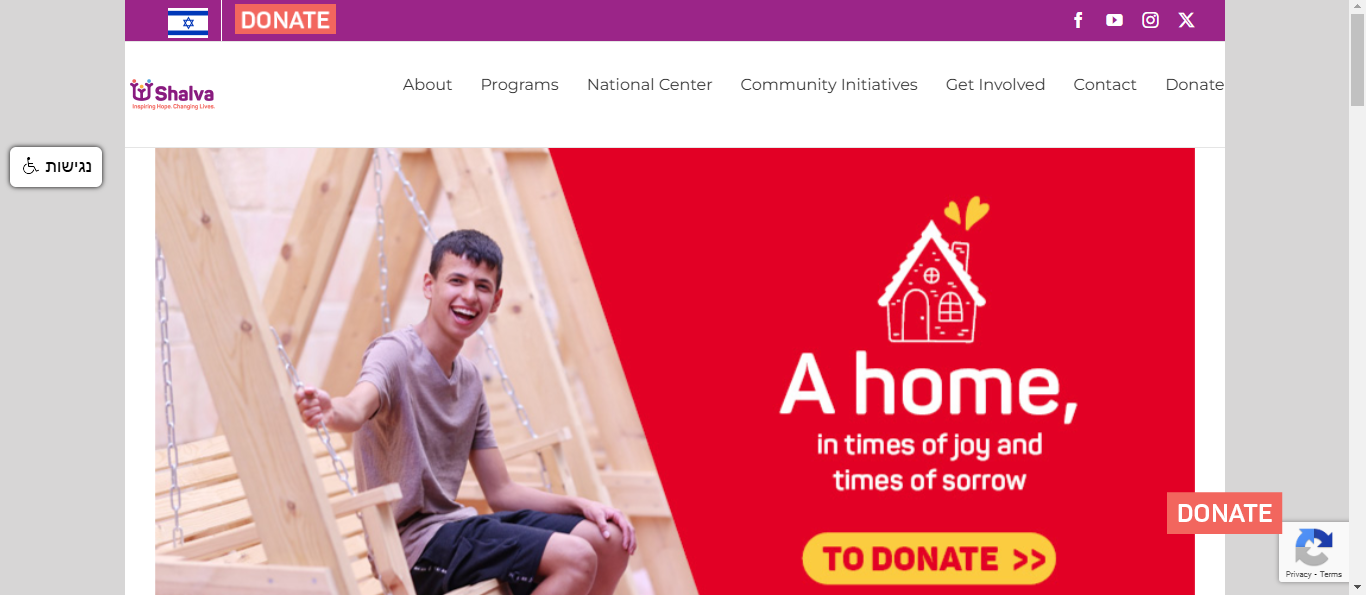 DONATE
Shalva
Inspiring Hope. Changing Lives.
About
Programs
National Center
Community Initiatives
Get Involved
Contact
Donate
נגישות
A home,
in times of joy and
times of sorrow
TO DONATE >>
DONATE
Privacy - Terms